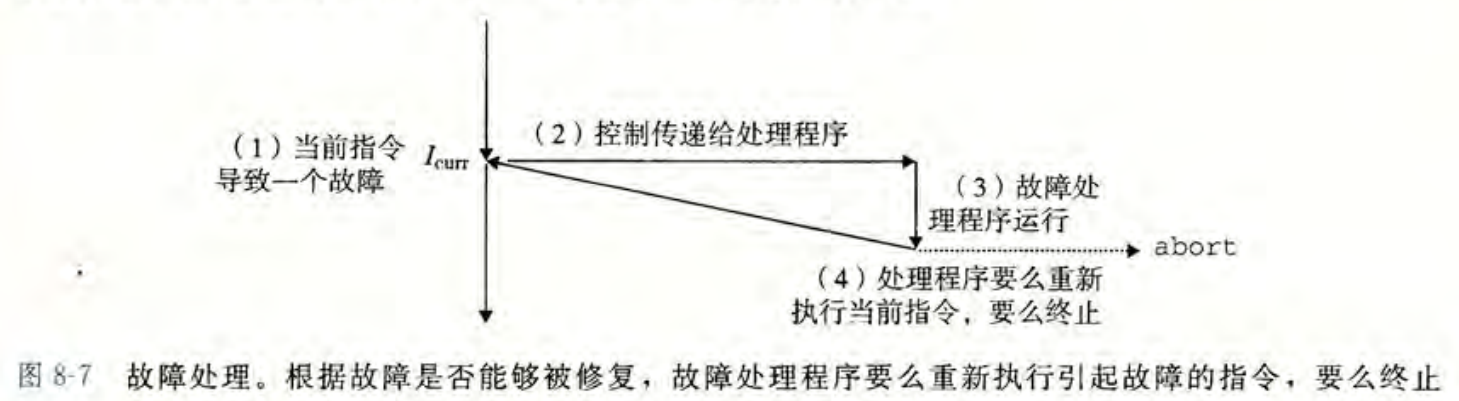 (1)当前指令
导致一个故障
Icurr
(2)控制传递给处理程序
(3)故障处
理程序运行
abort
(4)处理程序要么重新
执行当前指令,要么终止
图 8-7 故障处理。根据故障是否能够被修复,故障处理程序要么重新执行引起故障的指令,要么终止